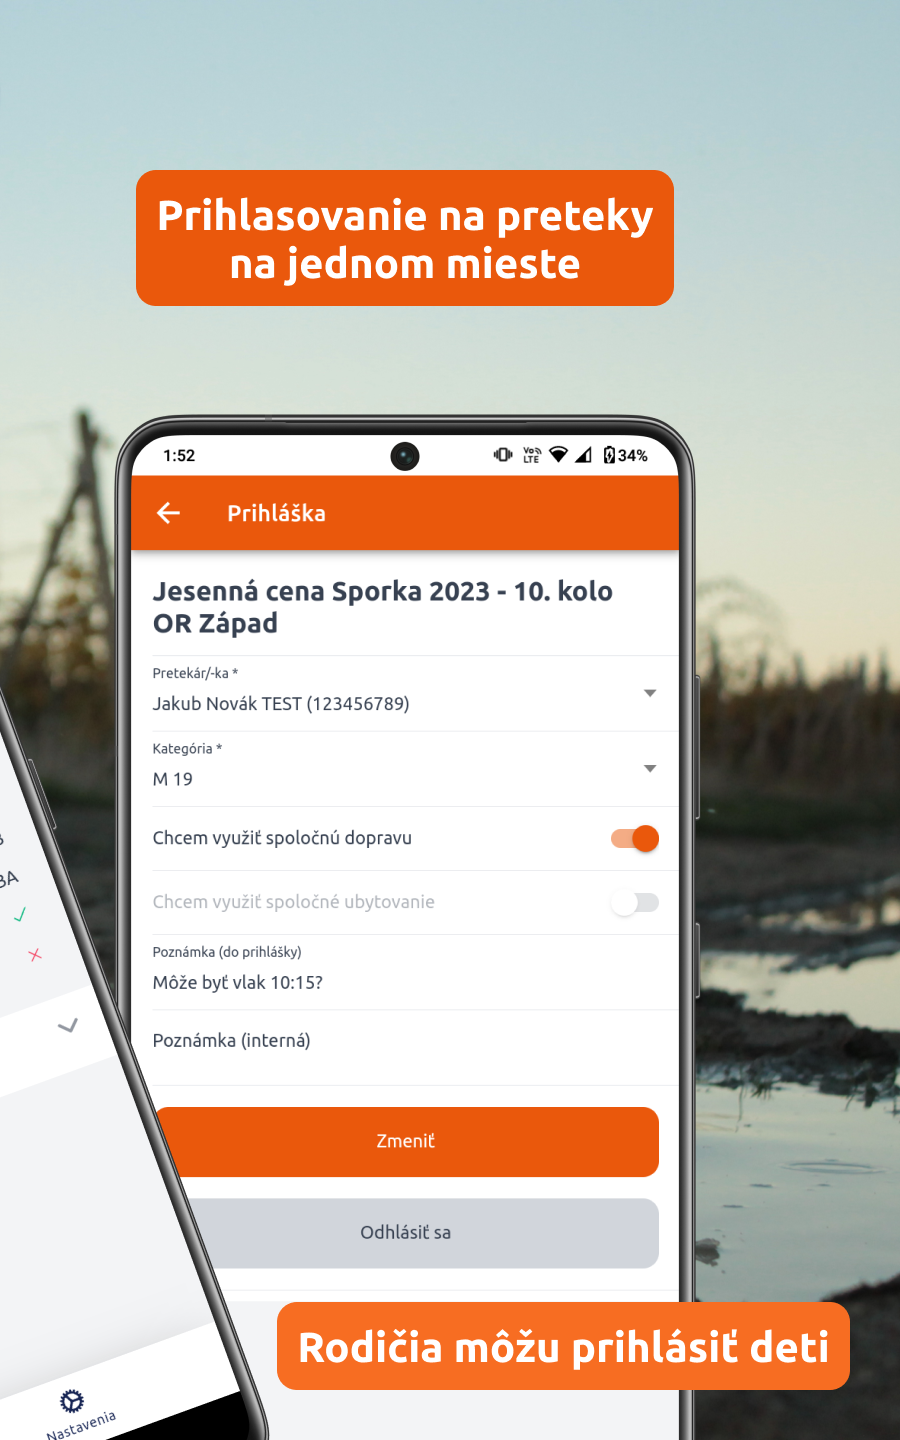 Prihlasovanie na preteky
na jednom mieste
1:52
Vo
LTE
34%
Prihláška
Jesenná cena Sporka 2023 - 10. kolo
OR Západ
Pretekár/-ka *
Jakub Novák TEST (123456789)
Kategória *
M 19
Chcem využiť spoločnú dopravu
Chcem využiť spoločné ubytovanie
Poznámka (do prihlášky)
Môže byť vlak 10:15?
Poznámka (interná)
Zmeniť
Odhlásiť sa
Rodičia môžu prihlásiť deti
BA
Nastavenia